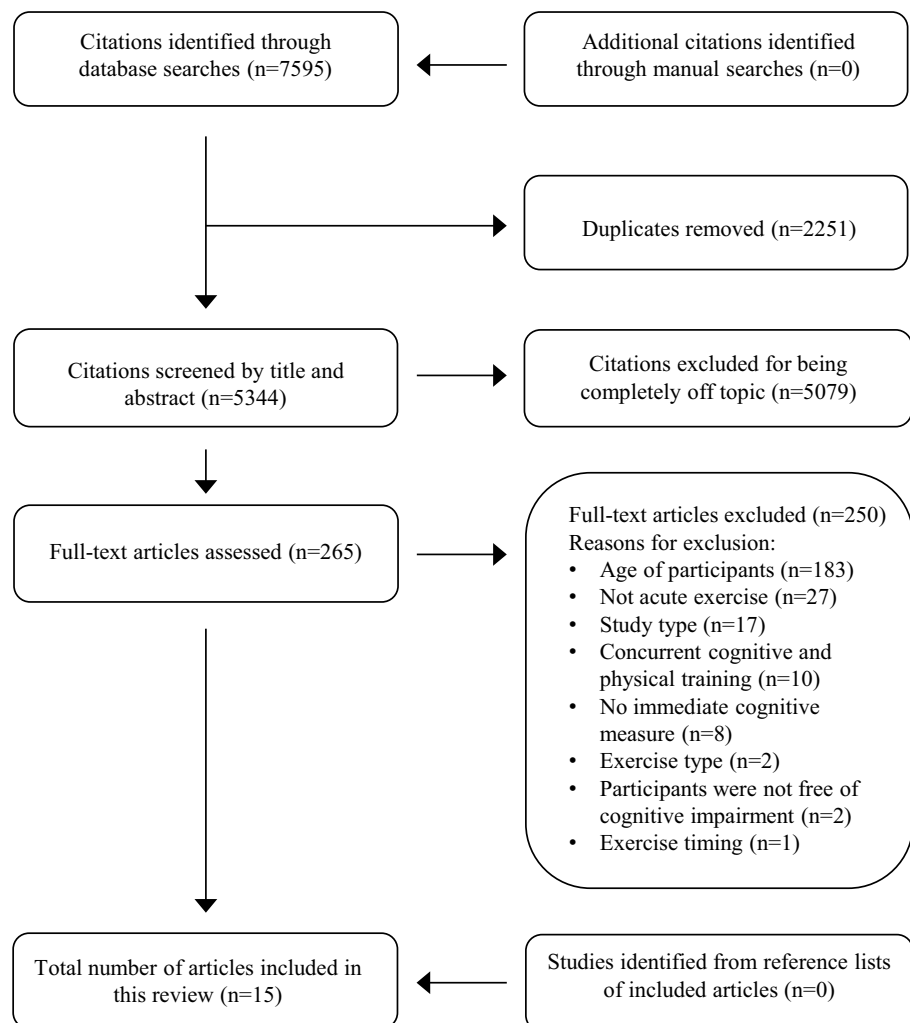 Citations identified through
database searches (n=7595)
Additional citations identified
through manual searches (n=0)
Duplicates removed (n=2251)
Citations screened by title and
abstract (n=5344)
Citations excluded for being
completely off topic (n=5079)
Full-text articles assessed (n=265)
Full-text articles excluded (n=250)
Reasons for exclusion:
• Age of participants (n=183)
• Not acute exercise (n=27)
• Study type (n=17)
• Concurrent cognitive and
physical training (n=10)
• No immediate cognitive
measure (n=8)
• Exercise type (n=2)
• Participants were not free of
cognitive impairment (n=2)
• Exercise timing (n=1)
Total number of articles included in
this review (n=15)
Studies identified from reference lists
of included articles (n=0)